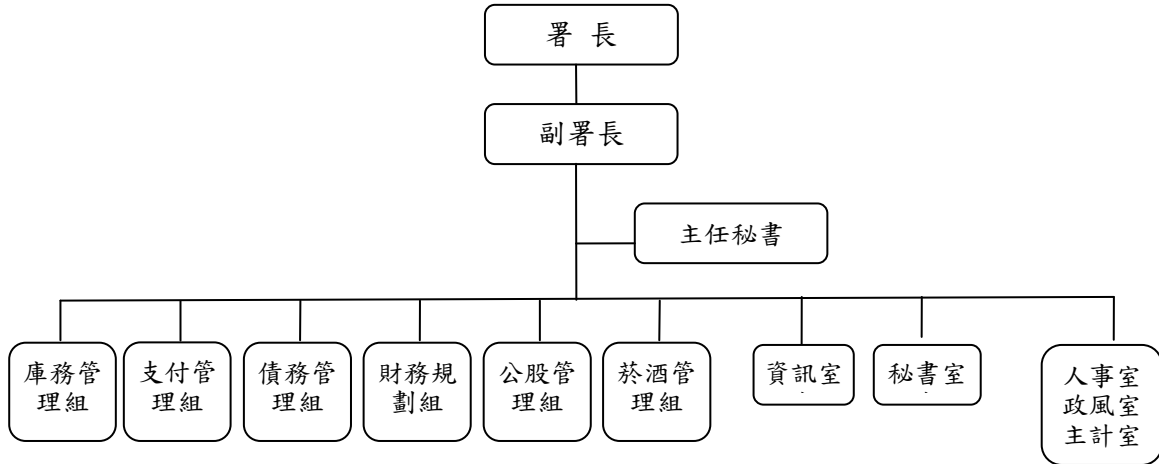 署 長
副署長
主任秘書
庫務管
理組
支付管
理組
債務管
理組
財務規
劃組
公股管
理組
菸酒管
理組
資訊室
秘書室
人事室
政風室
主計室